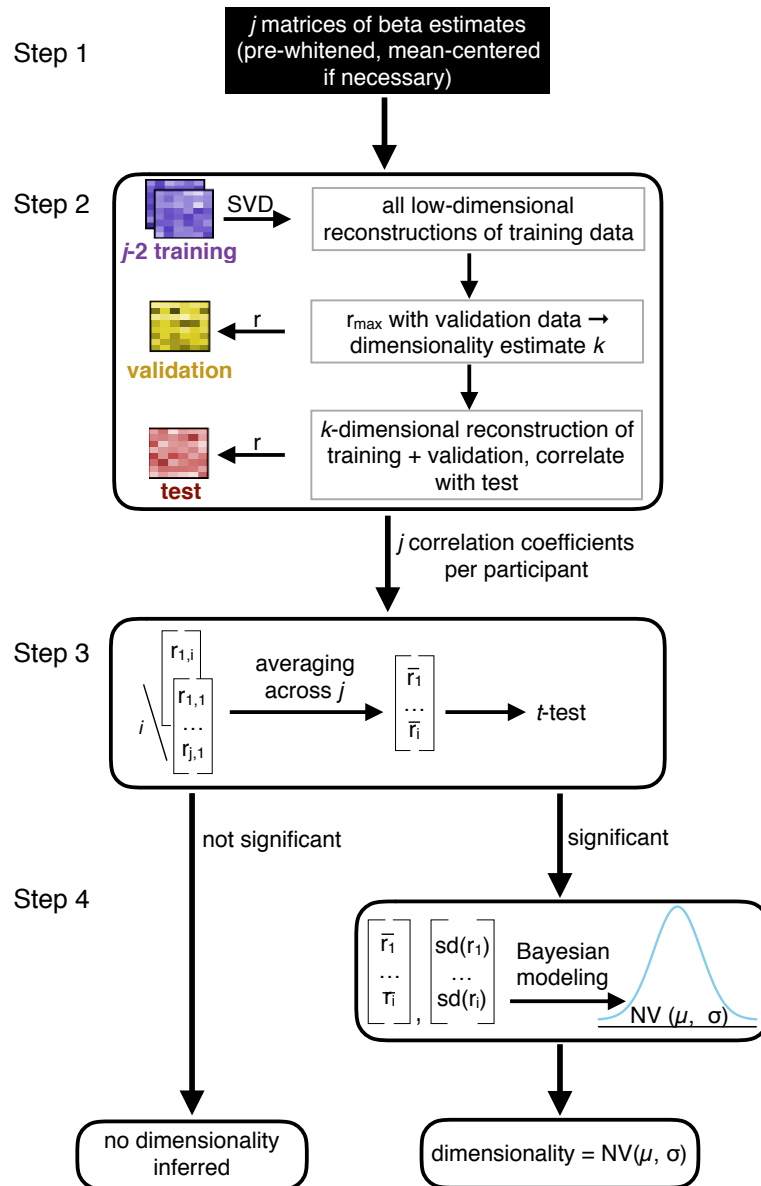 Step 1
j matrices of beta estimates
(pre-whitened, mean-centered
if necessary)
Step 2
SVD
j-2 training
all low-dimensional
reconstructions of training data
r
validation
rmax with validation data →
dimensionality estimate k
r
test
k-dimensional reconstruction of
training + validation, correlate
with test
j correlation coefficients
per participant
Step 3
r1,i
i
r1,1
...
rj,1
averaging
across j
r̅1
...
r̅i
t-test
not significant
significant
Step 4
r̅1
...
r̅i
,
sd(r1)
...
sd(ri)
Bayesian
modeling
NV (μ, σ)
no dimensionality
inferred
dimensionality = NV(μ, σ)